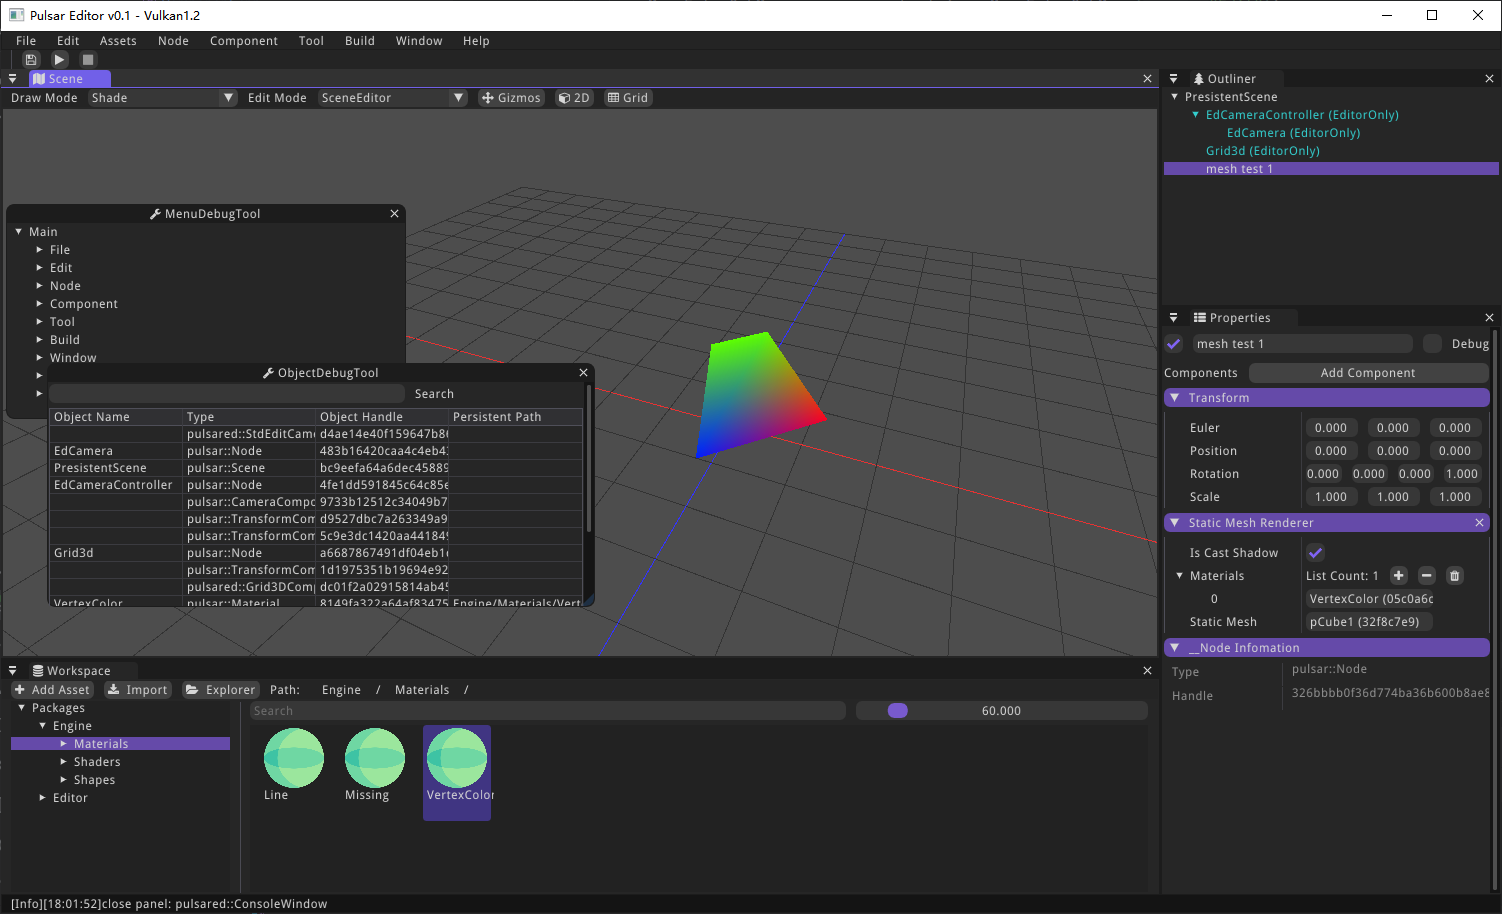 Pulsar Editor v0.1 - Vulkan1.2
File Edit Assets Node Component Tool Build Window Help
Scene
Draw Mode Shade Edit Mode SceneEditor Gizmos 2D Grid
MenuDebugTool
Main
File
Edit
Node
Component
Tool
Build
Window
ObjectDebugTool
Search
Object Name Type Object Handle Persistent Path
pulsared::StdEditCam d4ae14e40f159647b8
EdCamera pulsar::Node 483b16420caa4c4eb4
PresistentScene pulsar::Scene bc9eefa64a6dec45889
EdCameraController pulsar::Node 4fe1dd591845c64c85e
pulsar::CameraCompo 9733b12512c34049b7
pulsar::TransformCom d9527dbc7a263349a9
pulsar::TransformCom 5c9e3dc1420aa44184
Grid3d pulsar::Node a6687867491df04eb1
pulsar::TransformCom 1d1975351b19694e92
pulsared::Grid3DComp dc01f2a02915814ab45
VertexColor pulsar::Material 8149fa322a64af83475 Engine/Materials/Vert
Outliner
PresistentScene
EdCameraController (EditorOnly)
EdCamera (EditorOnly)
Grid3d (EditorOnly)
mesh test 1
Properties
mesh test 1 Debug
Components Add Component
Transform
Euler 0.000 0.000 0.000
Position 0.000 0.000 0.000
Rotation 0.000 0.000 0.000 1.000
Scale 1.000 1.000 1.000
Static Mesh Renderer
Is Cast Shadow
Materials List Count: 1
0 VertexColor (05c0a6c
Static Mesh pCube1 (32f8c7e9)
__Node Infomation
Type pulsar::Node
Handle 326bbbb0f36d774ba36b600b8ae8
Workspace
Add Asset Import Explorer Path: Engine / Materials /
Packages
Engine
Materials
Shaders
Shapes
Editor
Search 60.000
Line Missing VertexColor
[Info][18:01:52]close panel: pulsared::ConsoleWindow